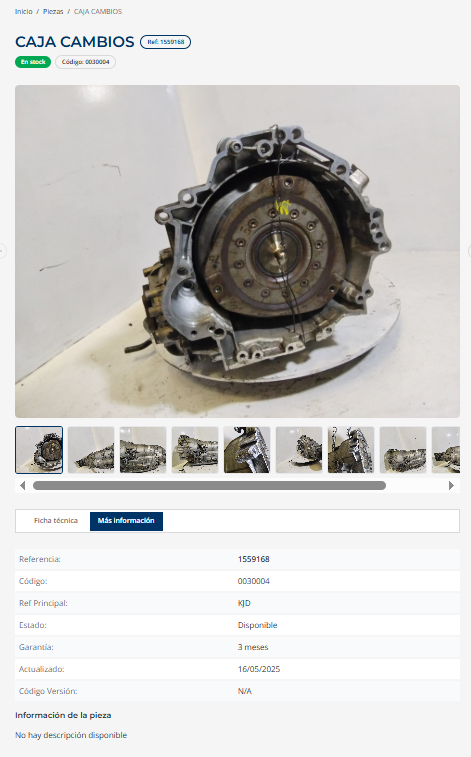 Inicio / Piezas / CAJA CAMBIOS
CAJA CAMBIOS Ref: 1559168
En stock Código: 0030004
Ficha técnica Más información
Referencia: 1559168
Código: 0030004
Ref Principal: KJD
Estado: Disponible
Garantía: 3 meses
Actualizado: 16/05/2025
Código Versión: N/A
Información de la pieza
No hay descripción disponible